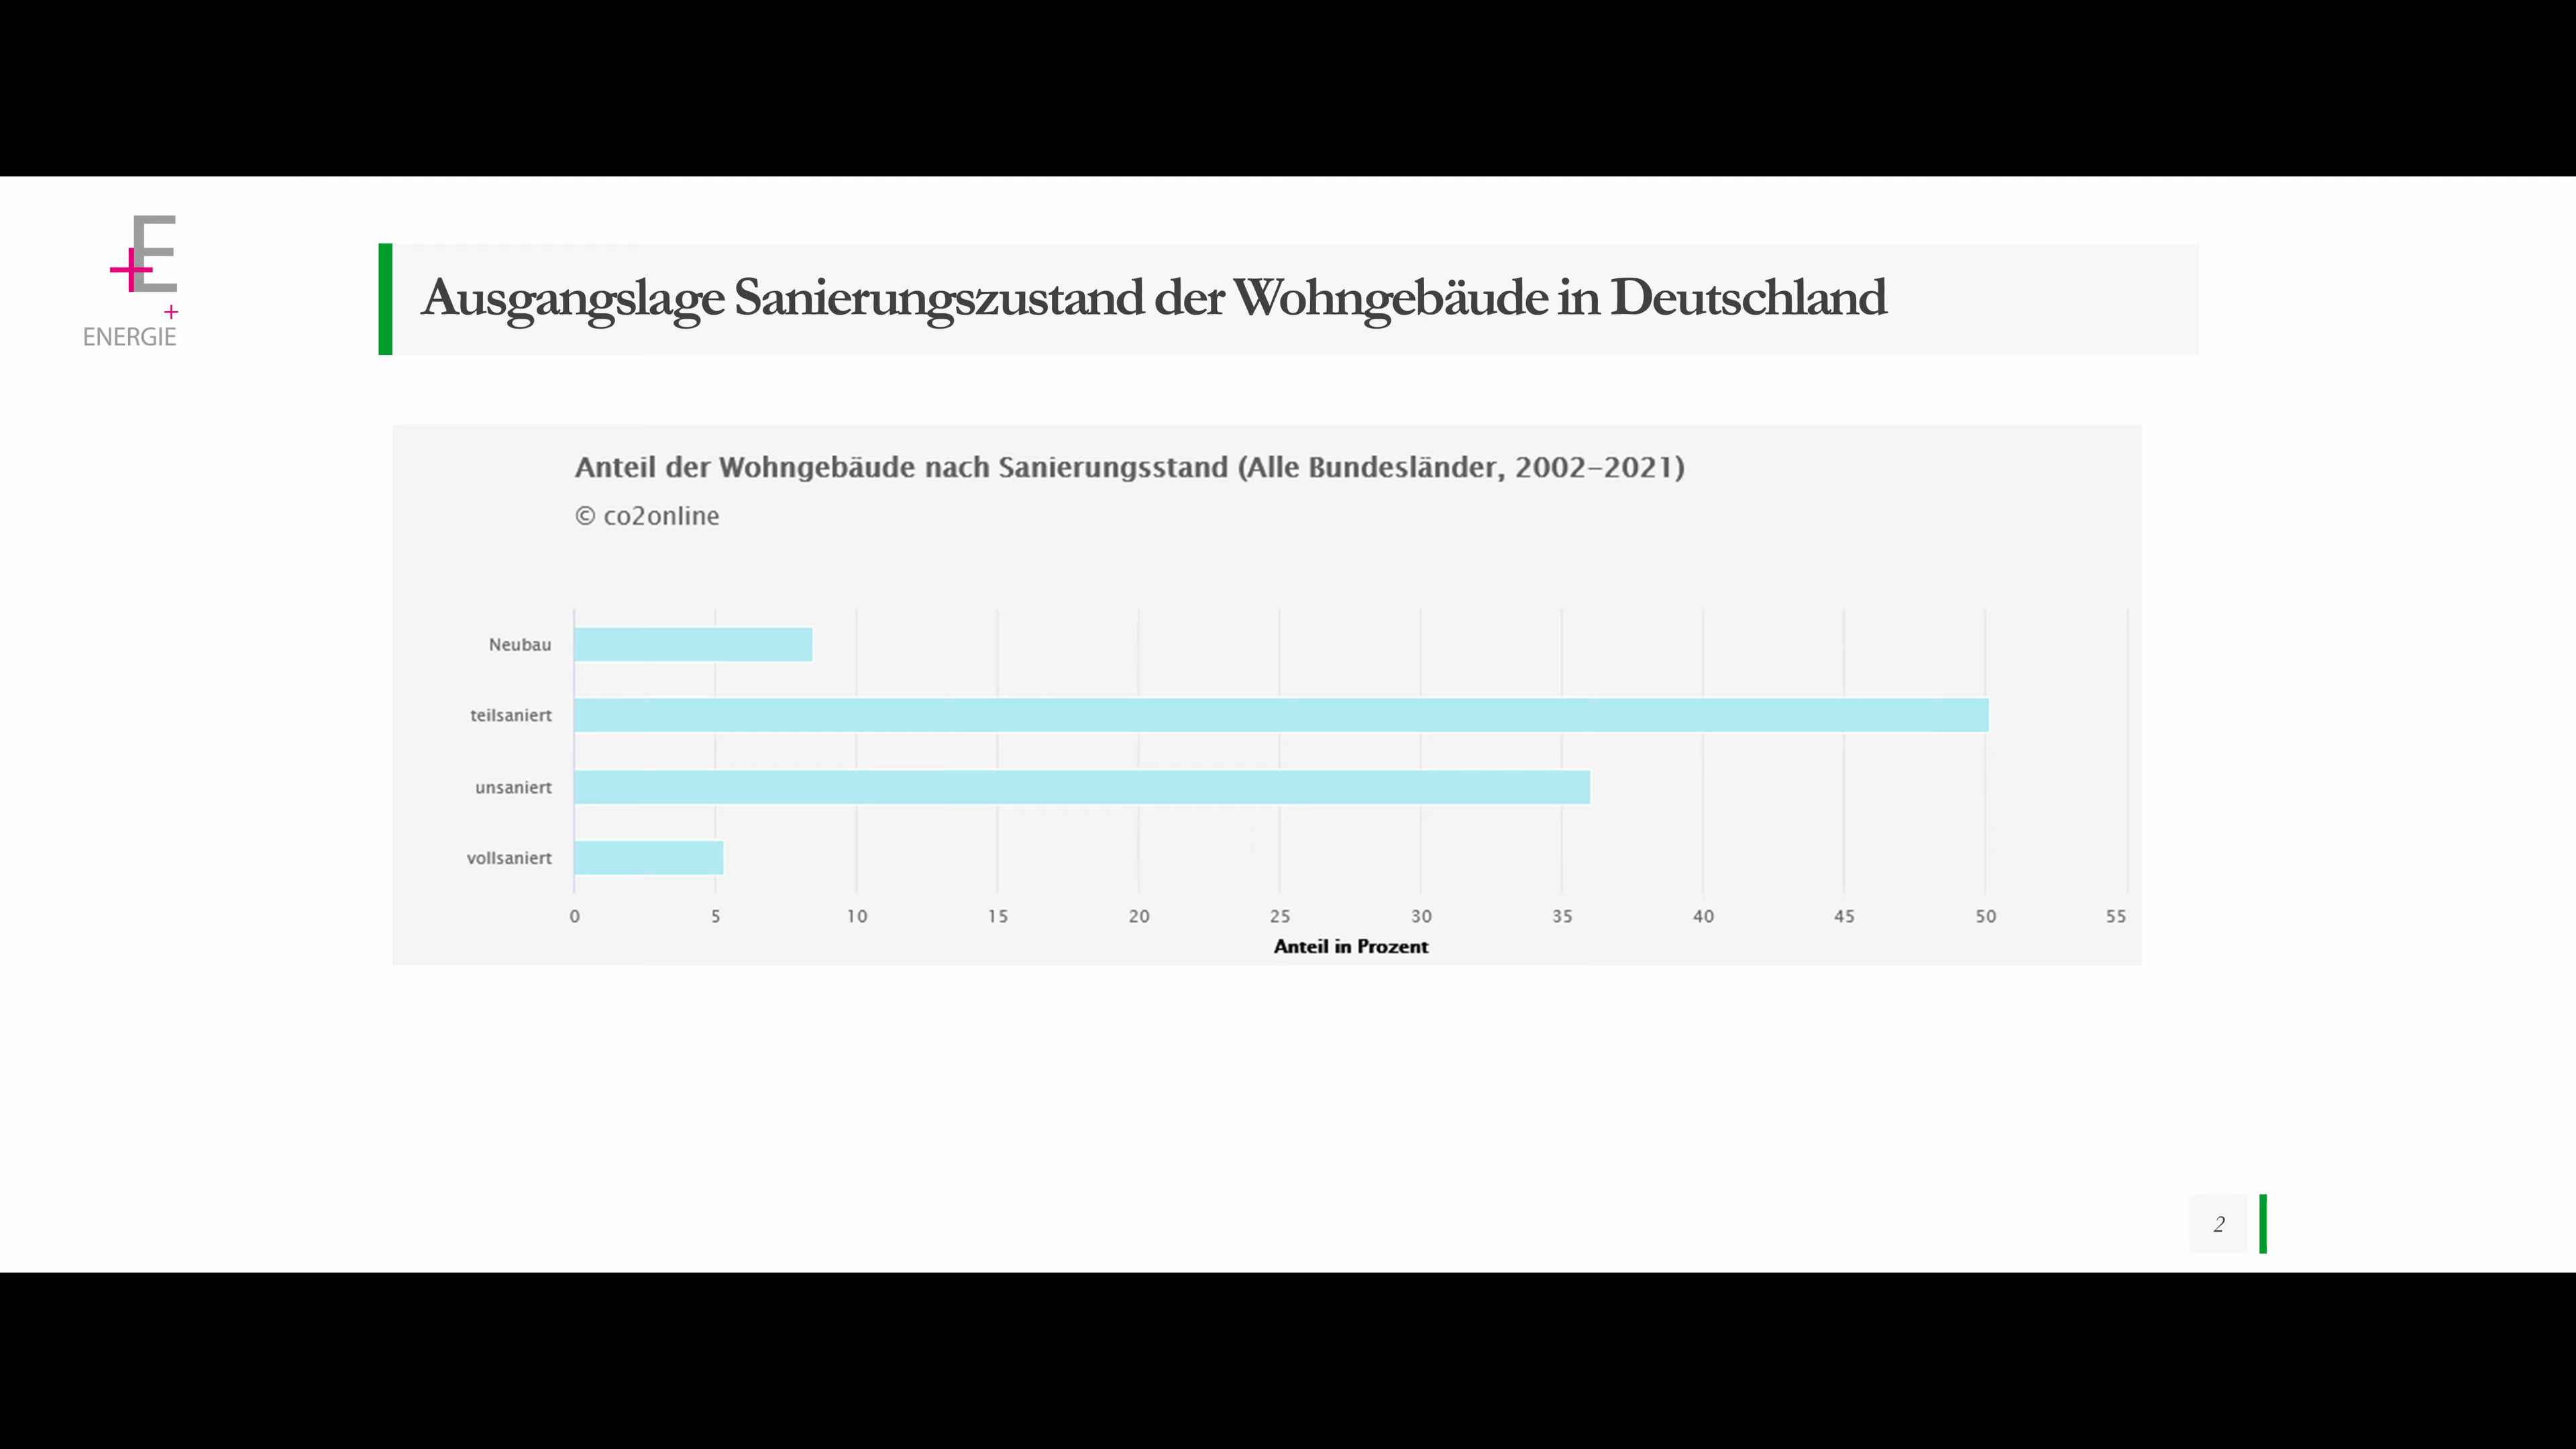 E
+
ENERGIE
Ausgangslage Sanierungszustand der Wohngebäude in Deutschland
Anteil der Wohngebäude nach Sanierungsstand (Alle Bundesländer, 2002–2021)
© co2online
Neubau
teilsaniert
unsaniert
vollsaniert
0 5 10 15 20 25 30 35 40 45 50 55
Anteil in Prozent
2